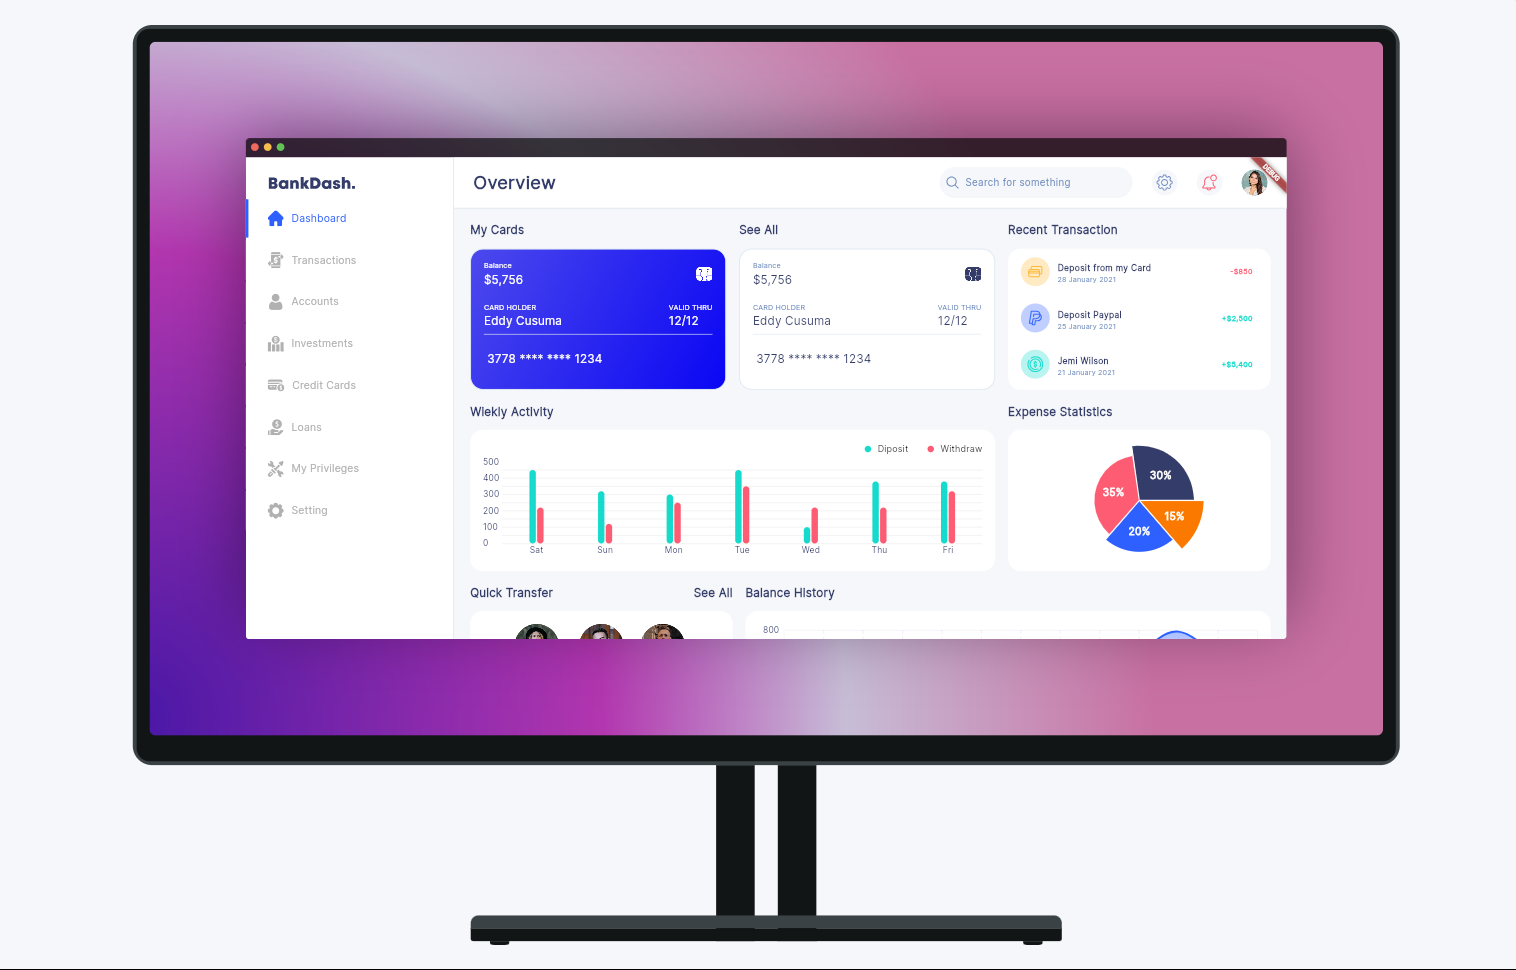 BankDash.
Dashboard
Transactions
Accounts
Investments
Credit Cards
Loans
My Privileges
Setting
Overview
Search for something
DEBUG
My Cards
See All
Balance
$5,756
CARD HOLDER
VALID THRU
Eddy Cusuma
12/12
3778 **** **** 1234
Balance
$5,756
CARD HOLDER
VALID THRU
Eddy Cusuma
12/12
3778 **** **** 1234
Recent Transaction
Deposit from my Card
28 January 2021
-$850
Deposit Paypal
25 January 2021
+$2,500
Jemi Wilson
21 January 2021
+$5,400
Wiekly Activity
Diposit
Withdraw
500
400
300
200
100
0
Sat
Sun
Mon
Tue
Wed
Thu
Fri
Expense Statistics
30%
35%
15%
20%
Quick Transfer
See All
Balance History
800